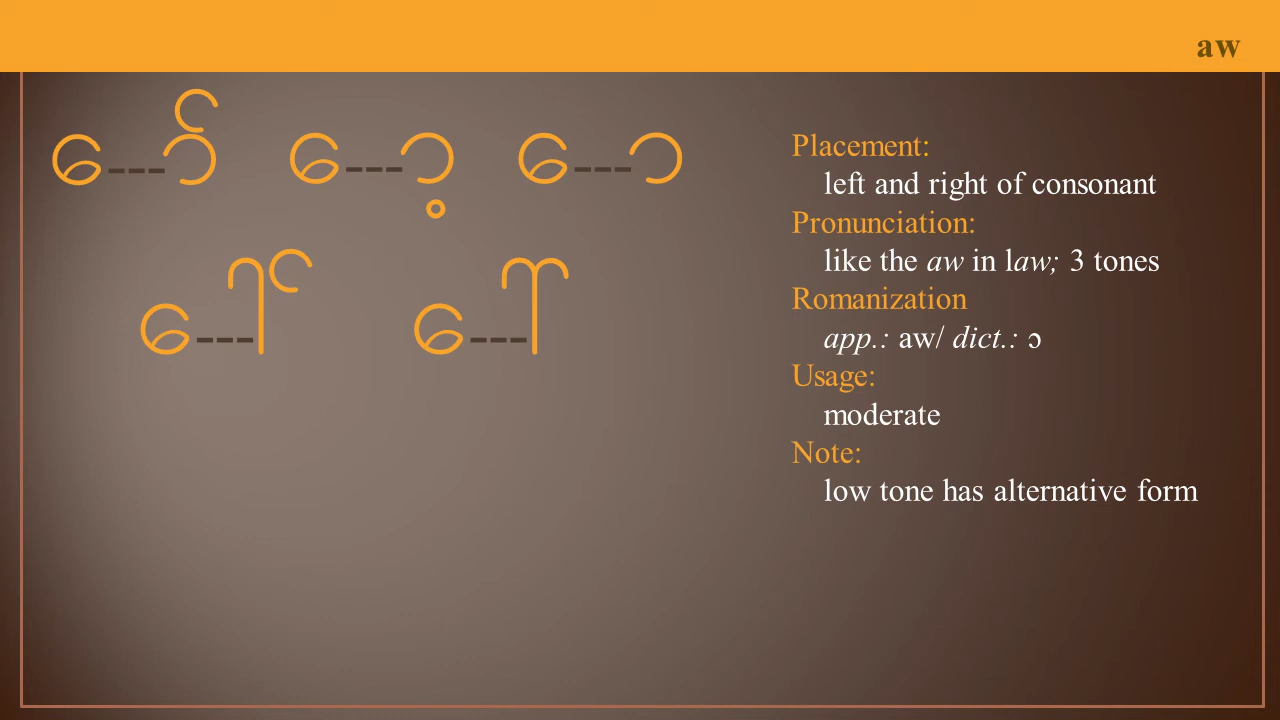 aw
ေ---ာ် ေ---ာ့ ေ---ာ
ေ---ါ် ေ---ါ
Placement:
left and right of consonant
Pronunciation:
like the aw in law; 3 tones
Romanization
app.: aw/ dict.: ɔ
Usage:
moderate
Note:
low tone has alternative form